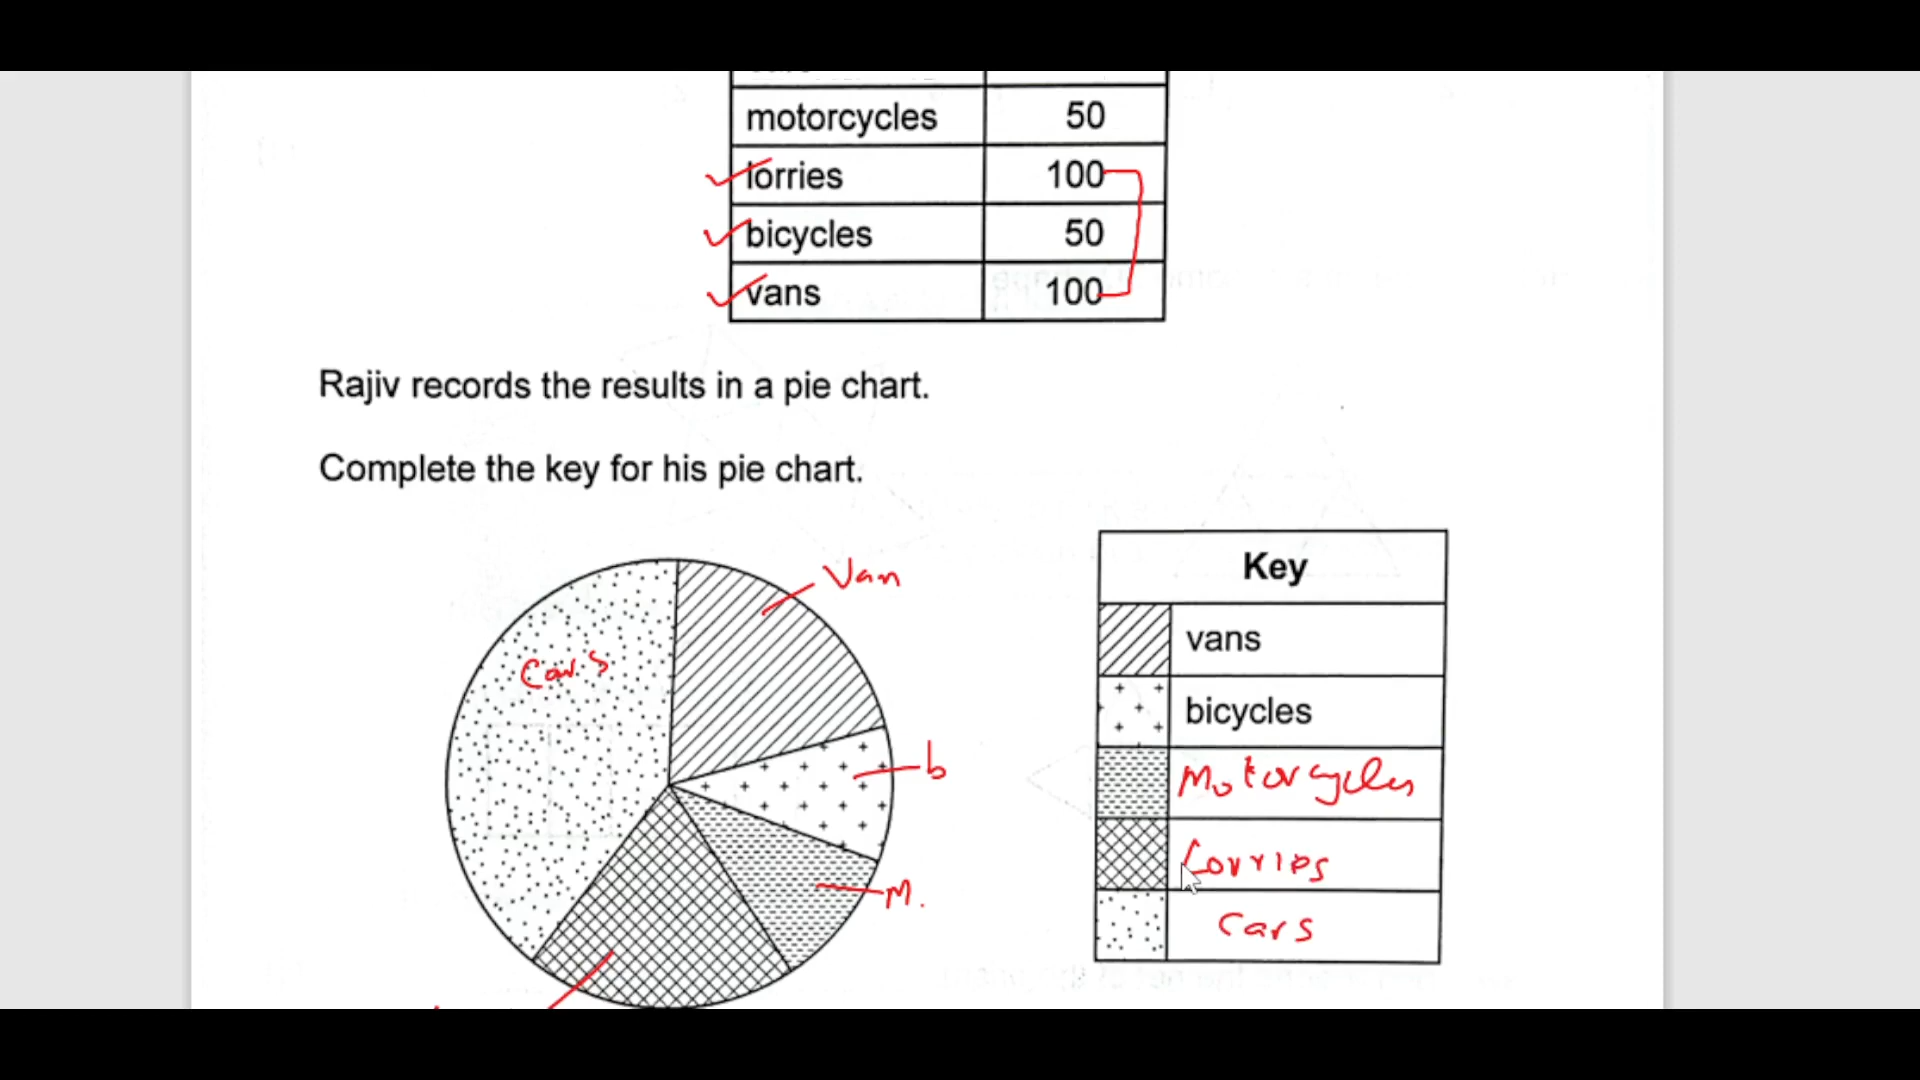 motorcycles 50
lorries 100
bicycles 50
vans 100
Rajiv records the results in a pie chart.
Complete the key for his pie chart.
Key
Van
vans
Cars
bicycles
b
Motorcycles
Lorries
M.
Cars